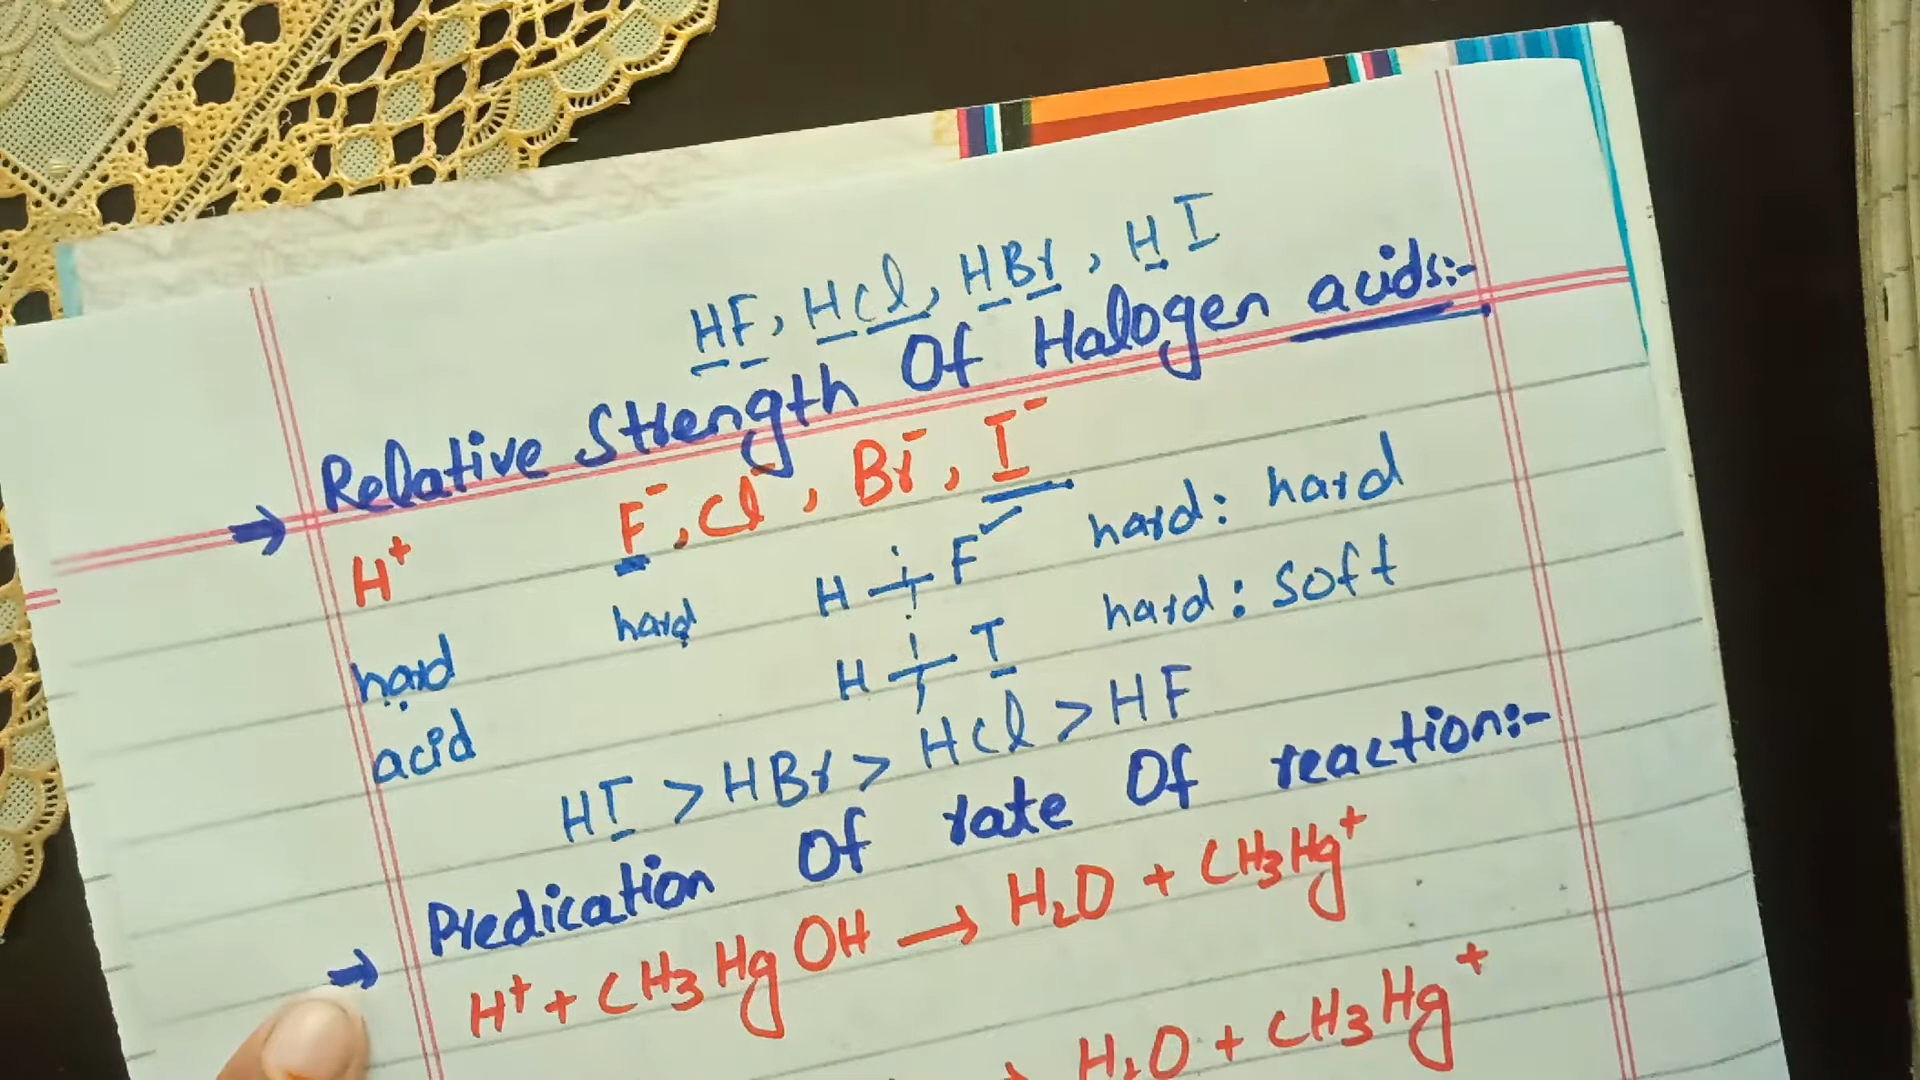 HF, HCl, HBr, HI
Relative Strength Of Halogen acids:-
H+ F-, Cl, Br-, I-
hard hard H + F ✓ hard: hard
acid H + I hard: soft
HI > HBr > HCl > HF
Predication Of rate Of reaction:-
H+ + CH3HgOH → H2O + CH3Hg+
H2O + CH3Hg+